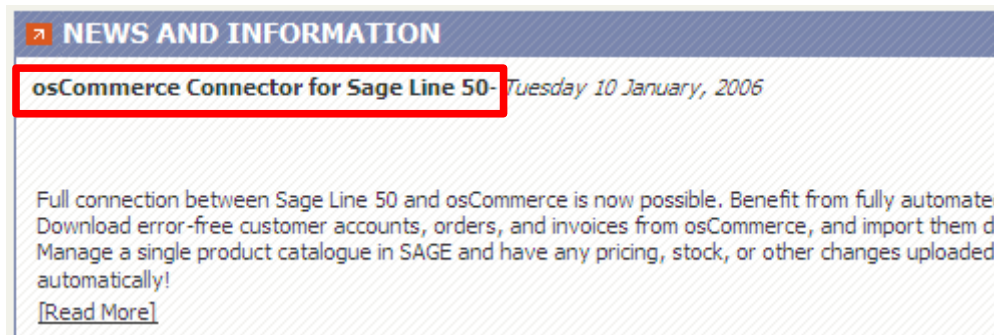 NEWS AND INFORMATION
osCommerce Connector for Sage Line 50- Tuesday 10 January, 2006
Full connection between Sage Line 50 and osCommerce is now possible. Benefit from fully automate
Download error-free customer accounts, orders, and invoices from osCommerce, and import them d
Manage a single product catalogue in SAGE and have any pricing, stock, or other changes uploaded
automatically!
[Read More]